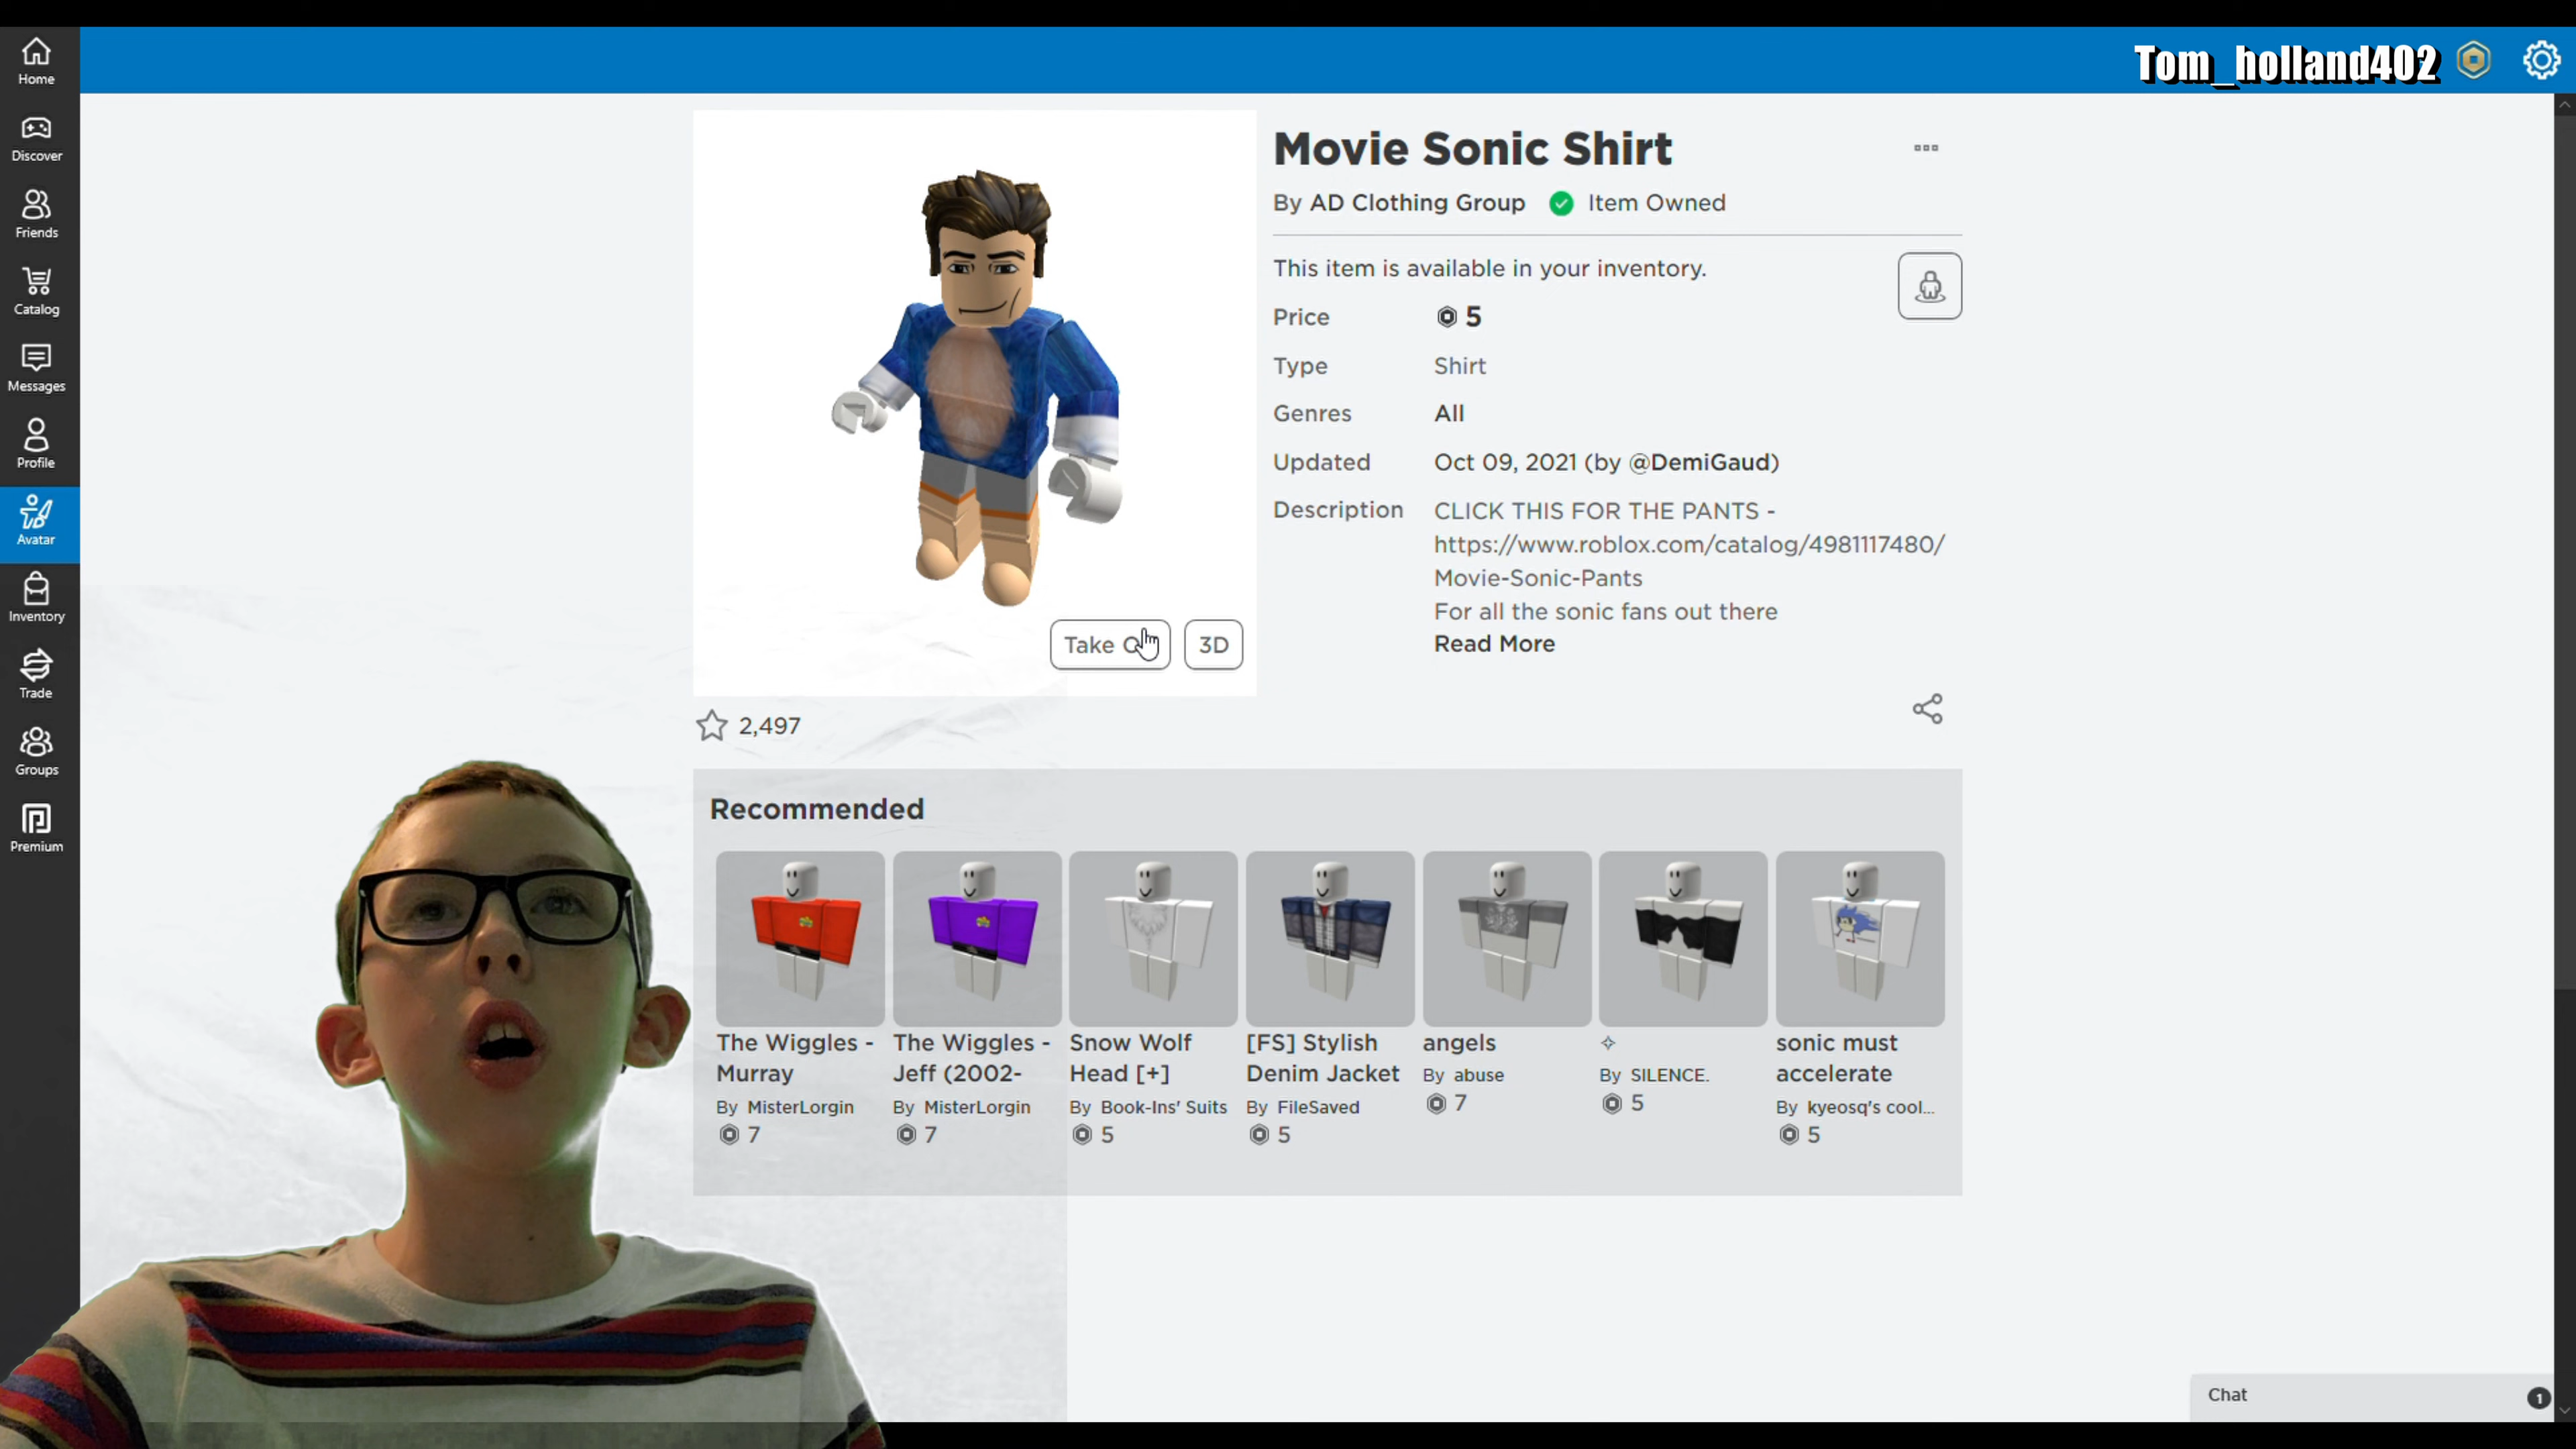 Tom_holland402
Home
Discover
Friends
Catalog
Messages
Profile
Avatar
Inventory
Trade
Groups
Premium
Movie Sonic Shirt
By AD Clothing Group Item Owned
This item is available in your inventory.
Price 5
Type Shirt
Genres All
Updated Oct 09, 2021 (by @DemiGaud)
Description CLICK THIS FOR THE PANTS -
https://www.roblox.com/catalog/4981117480/
Movie-Sonic-Pants
For all the sonic fans out there
Read More
Take 3D
2,497
Recommended
The Wiggles -
Murray
By MisterLorgin
7
The Wiggles -
Jeff (2002-
By MisterLorgin
7
Snow Wolf
Head [+]
By Book-Ins' Suits
5
[FS] Stylish
Denim Jacket
By FileSaved
5
angels
By abuse
7
✧
By SILENCE.
5
sonic must
accelerate
By kyeosq's cool...
5
Chat 1